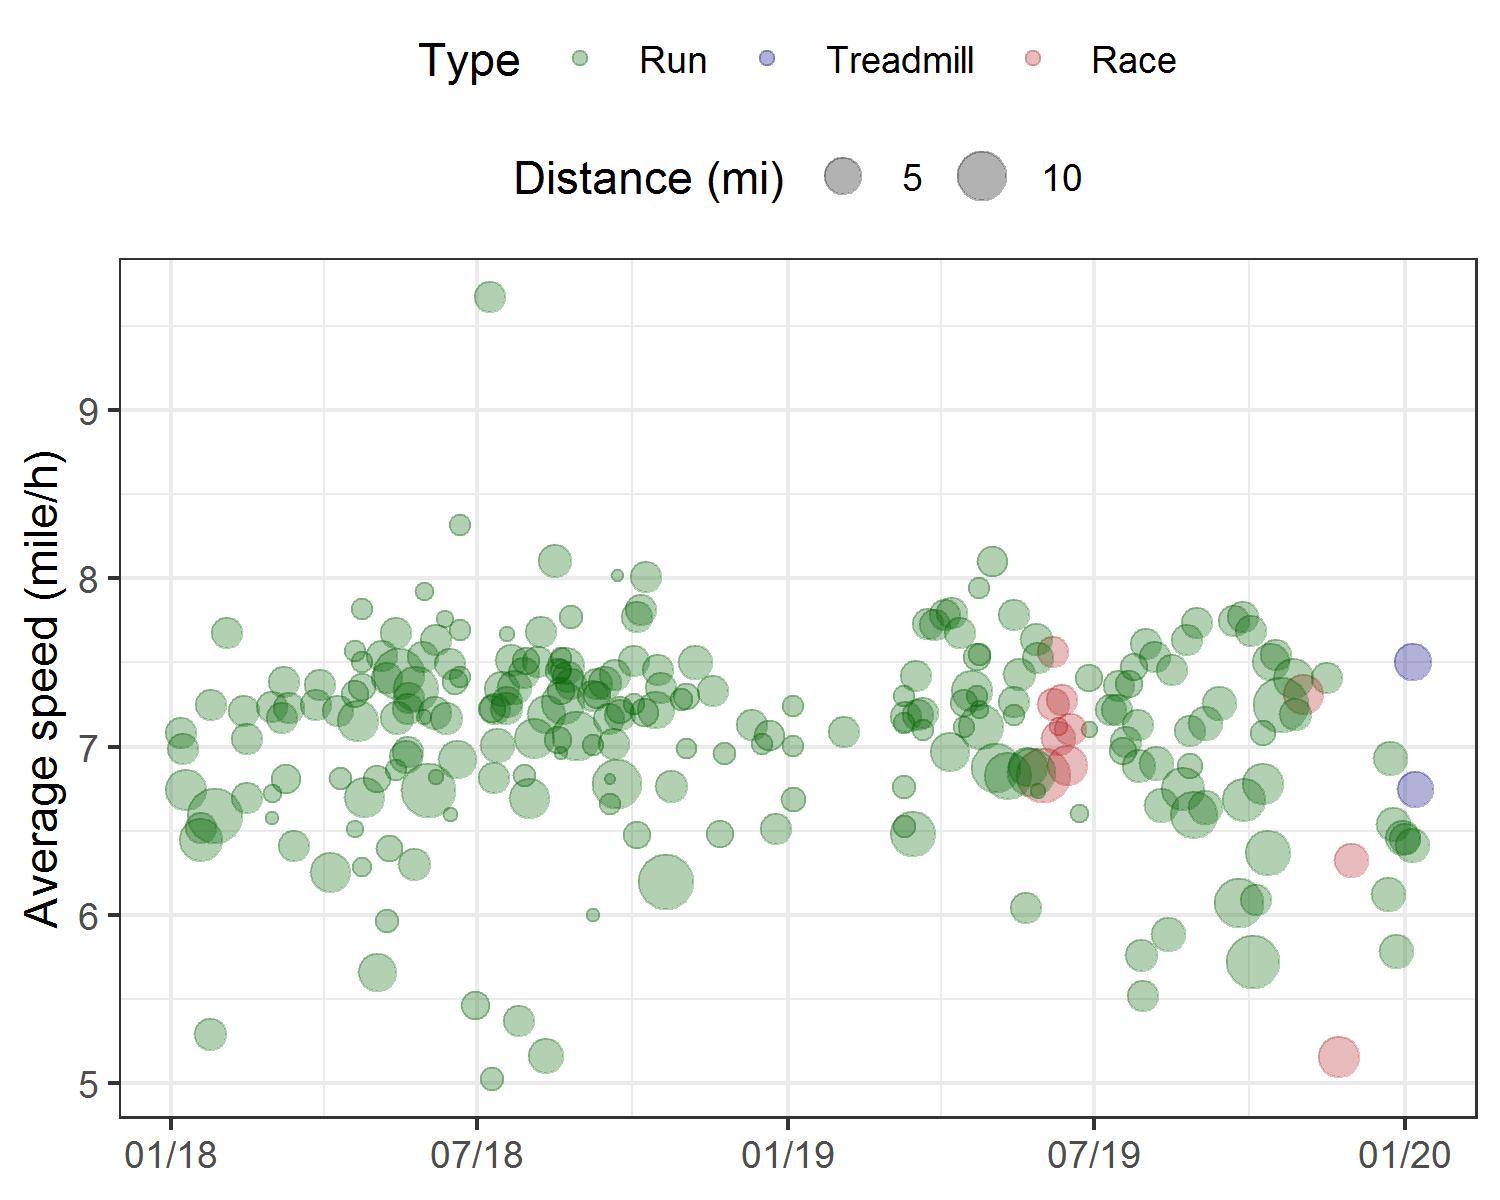 Type Run Treadmill Race
Distance (mi) 5 10
Average speed (mile/h)
9
8
7
6
5
01/18 07/18 01/19 07/19 01/20